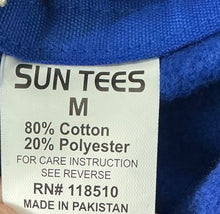 SUN TEES
M
80% Cotton
20% Polyester
FOR CARE INSTRUCTION
SEE REVERSE
RN# 118510
MADE IN PAKISTAN